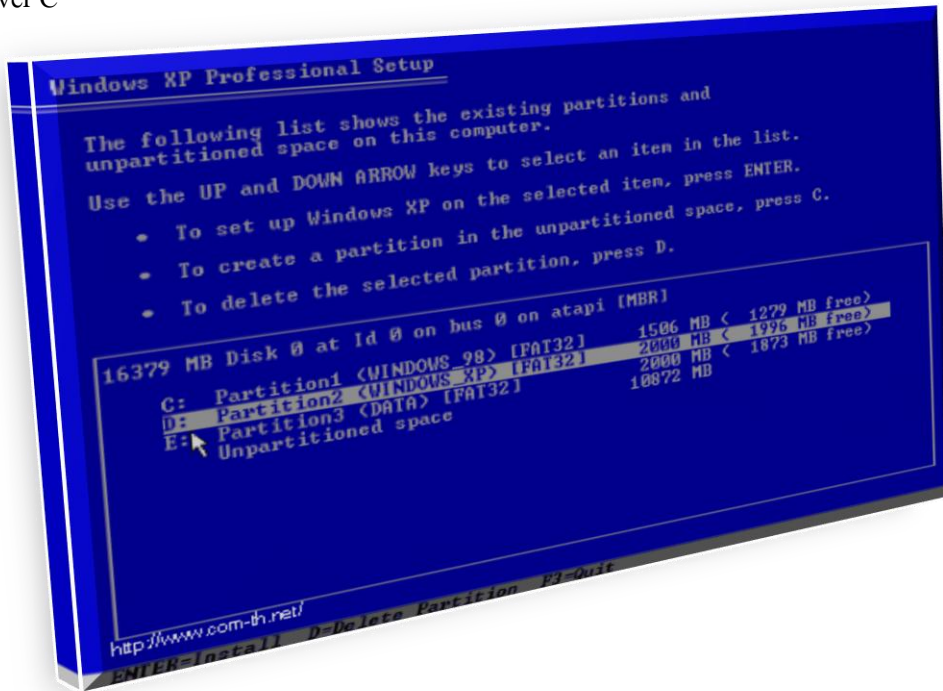 ver C
Windows XP Professional Setup
The following list shows the existing partitions and
unpartitioned space on this computer.
Use the UP and DOWN ARROW keys to select an item in the list.
• To set up Windows XP on the selected item, press ENTER.
• To create a partition in the unpartitioned space, press C.
• To delete the selected partition, press D.
16379 MB Disk 0 at Id 0 on bus 0 on atapi [MBR]
C: Partition1 (WINDOWS_98) [FAT32] 1506 MB ( 1279 MB free)
D: Partition2 (WINDOWS_XP) [FAT32] 2000 MB ( 1996 MB free)
E: Partition3 (DATA) [FAT32] 2000 MB ( 1873 MB free)
Unpartitioned space 10872 MB
http://www.com-th.net/
ENTER=Install D=Delete Partition F3=Quit